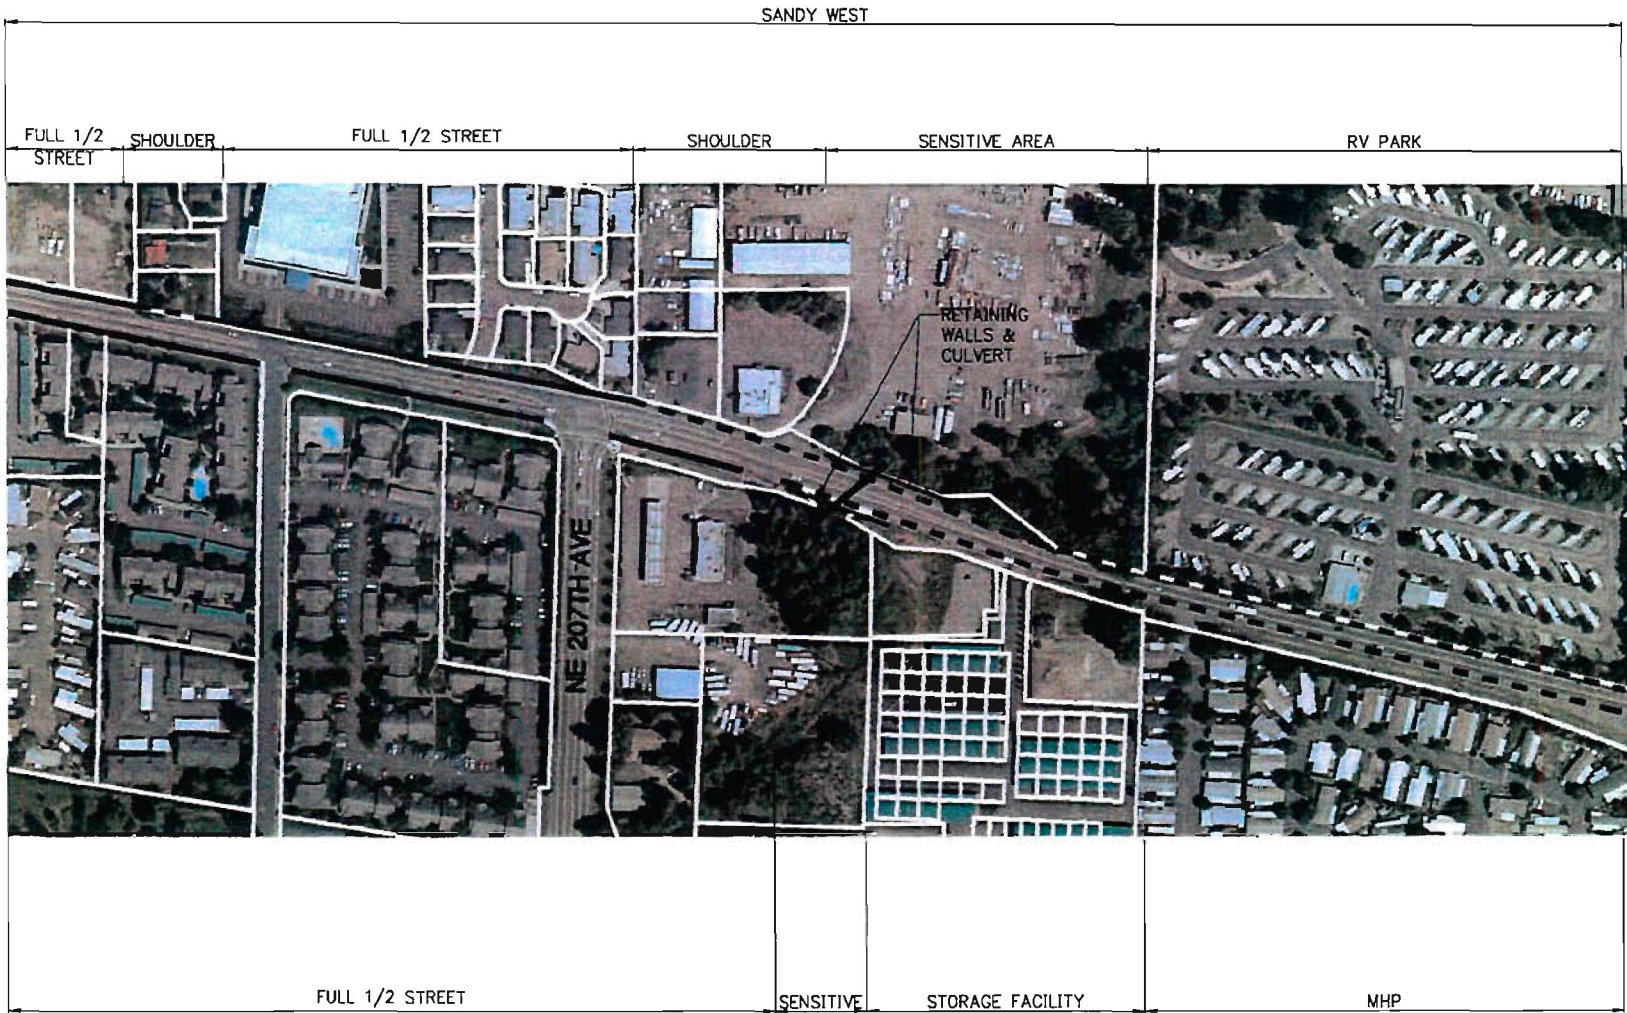 SANDY WEST
FULL 1/2
STREET
SHOULDER
FULL 1/2 STREET
SHOULDER
SENSITIVE AREA
RV PARK
RETAINING
WALLS &
CULVERT
NE 207TH AVE
FULL 1/2 STREET
SENSITIVE
STORAGE FACILITY
MHP